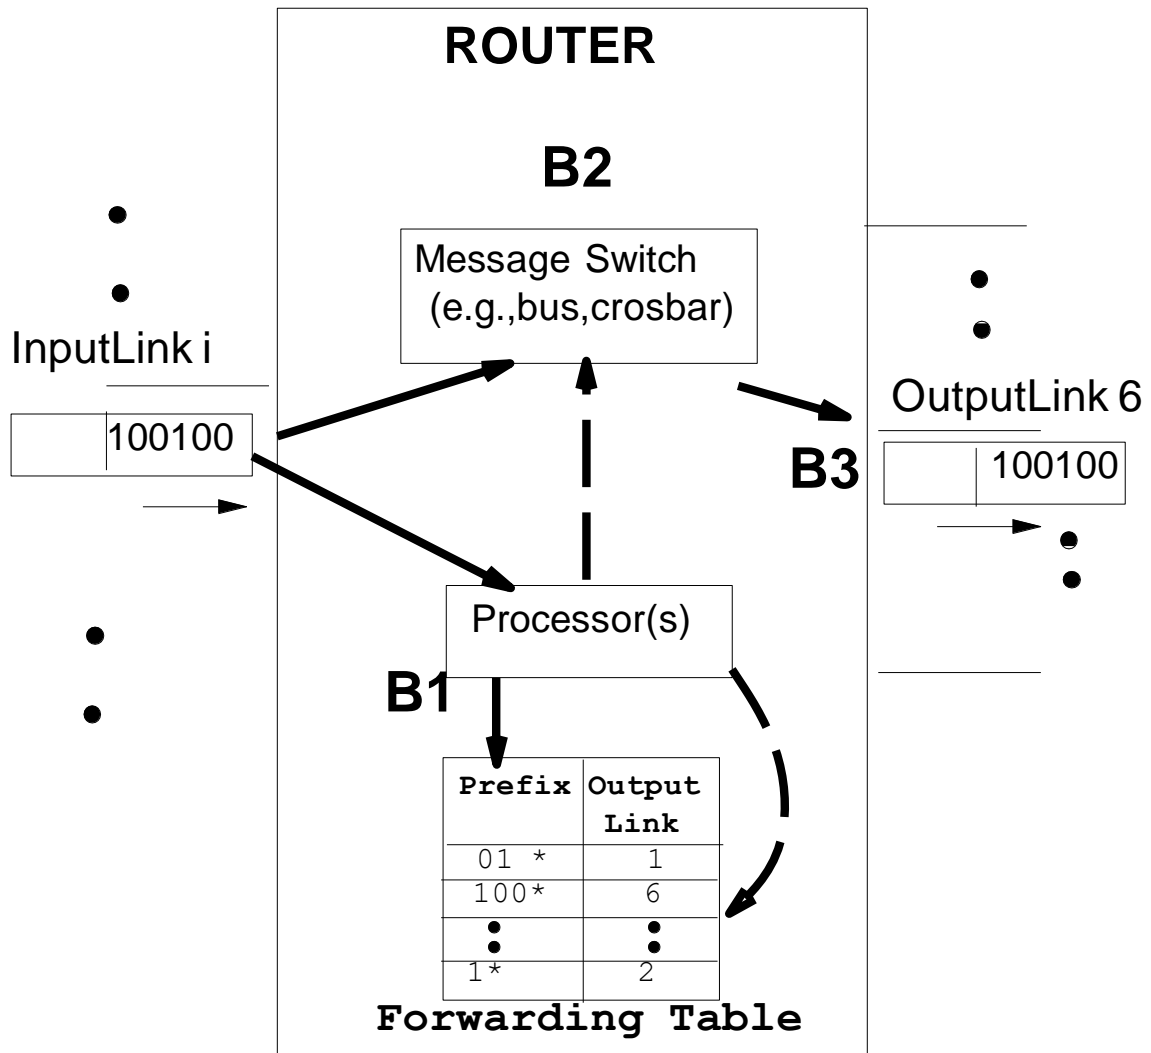 ROUTER
B2
Message Switch
(e.g.,bus,crosbar)
InputLink i
OutputLink 6
100100
B3
100100
Processor(s)
B1
Prefix Output
Link
01 * 1
100* 6
1* 2
Forwarding Table